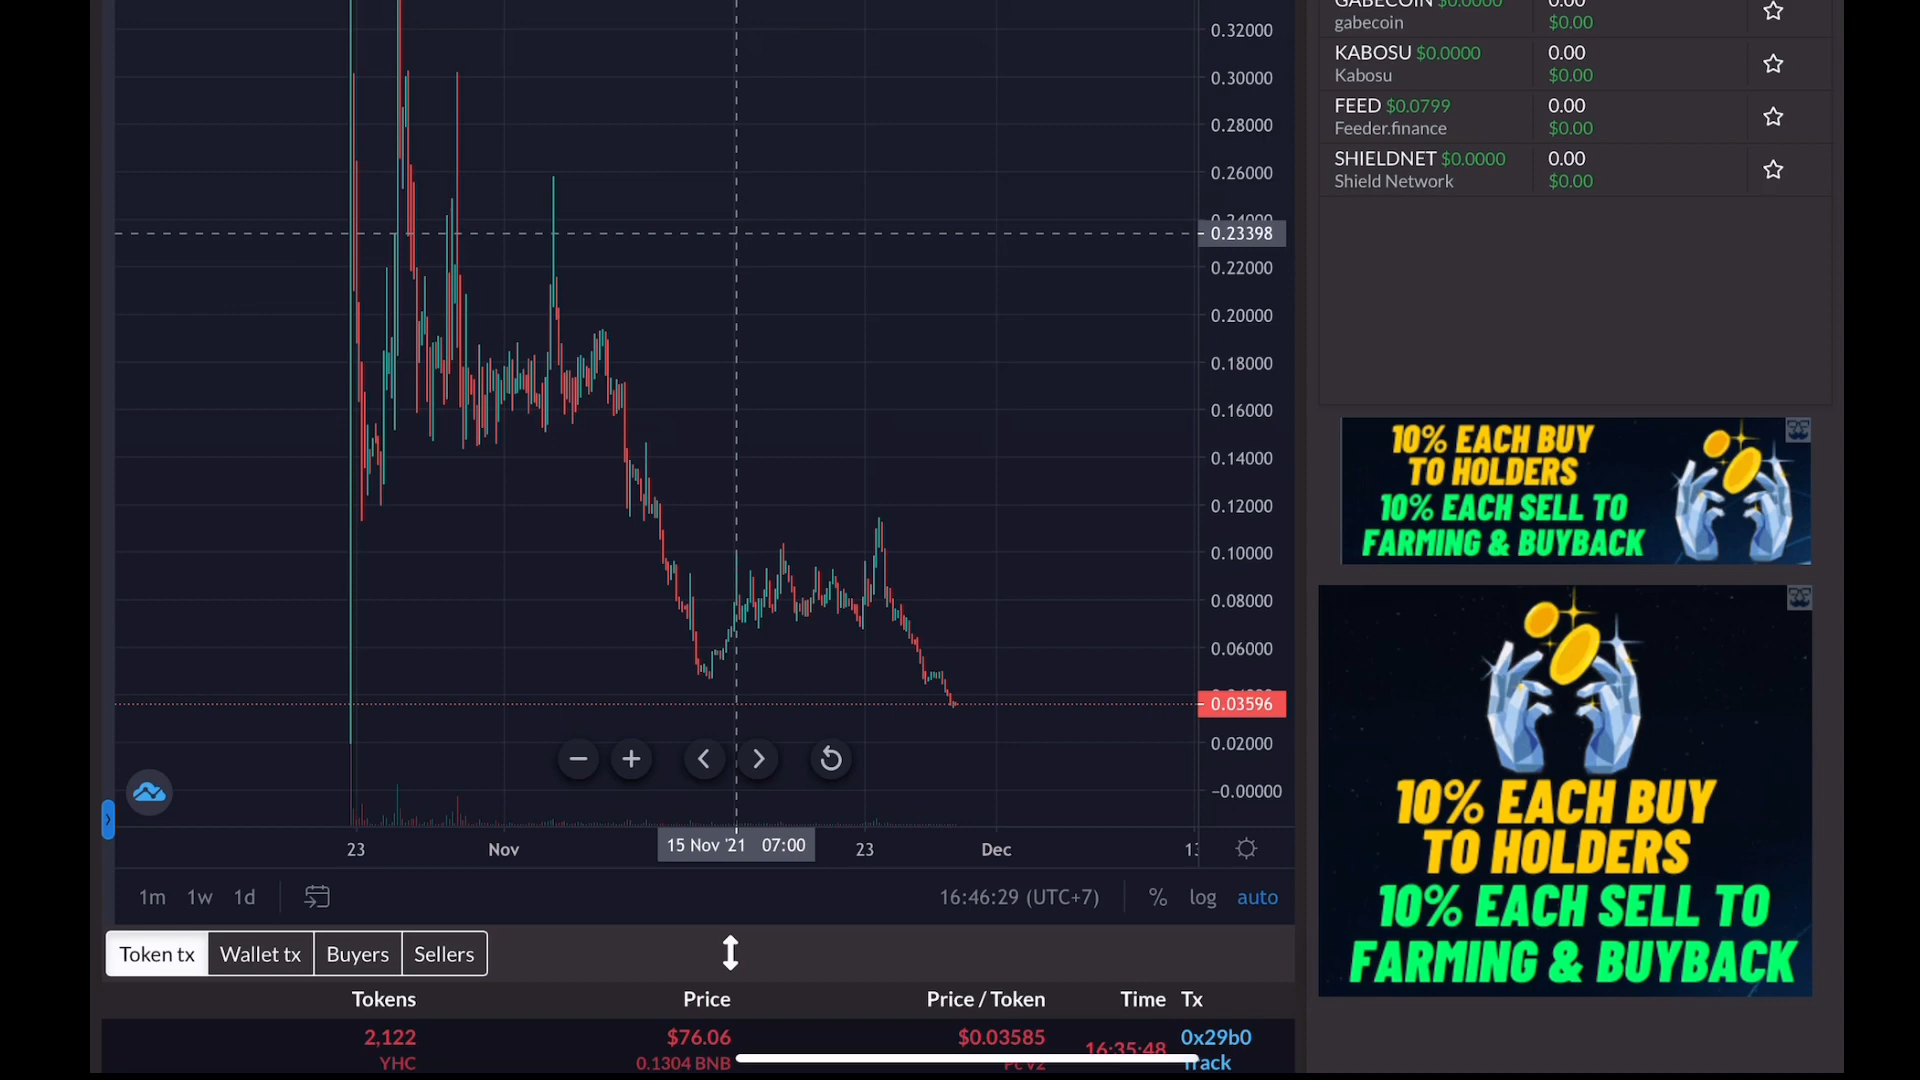 0.32000
0.30000
0.28000
0.26000
0.24000
0.23398
0.22000
0.20000
0.18000
0.16000
0.14000
0.12000
0.10000
0.08000
0.06000
0.03596
0.02000
−0.00000
23
Nov
15 Nov '21 07:00
23
Dec
1m 1w 1d
16:46:29 (UTC+7)
% log auto
Token tx Wallet tx Buyers Sellers
Tokens Price Price / Token Time Tx
2,122 $76.06 $0.03585 16:35:48 0x29b0
YHC 0.1304 BNB Pc v2 Track
GABECOIN $0.0000 0.00
gabecoin $0.00
KABOSU $0.0000 0.00
Kabosu $0.00
FEED $0.0799 0.00
Feeder.finance $0.00
SHIELDNET $0.0000 0.00
Shield Network $0.00
10% EACH BUY
TO HOLDERS
10% EACH SELL TO
FARMING & BUYBACK
10% EACH BUY
TO HOLDERS
10% EACH SELL TO
FARMING & BUYBACK